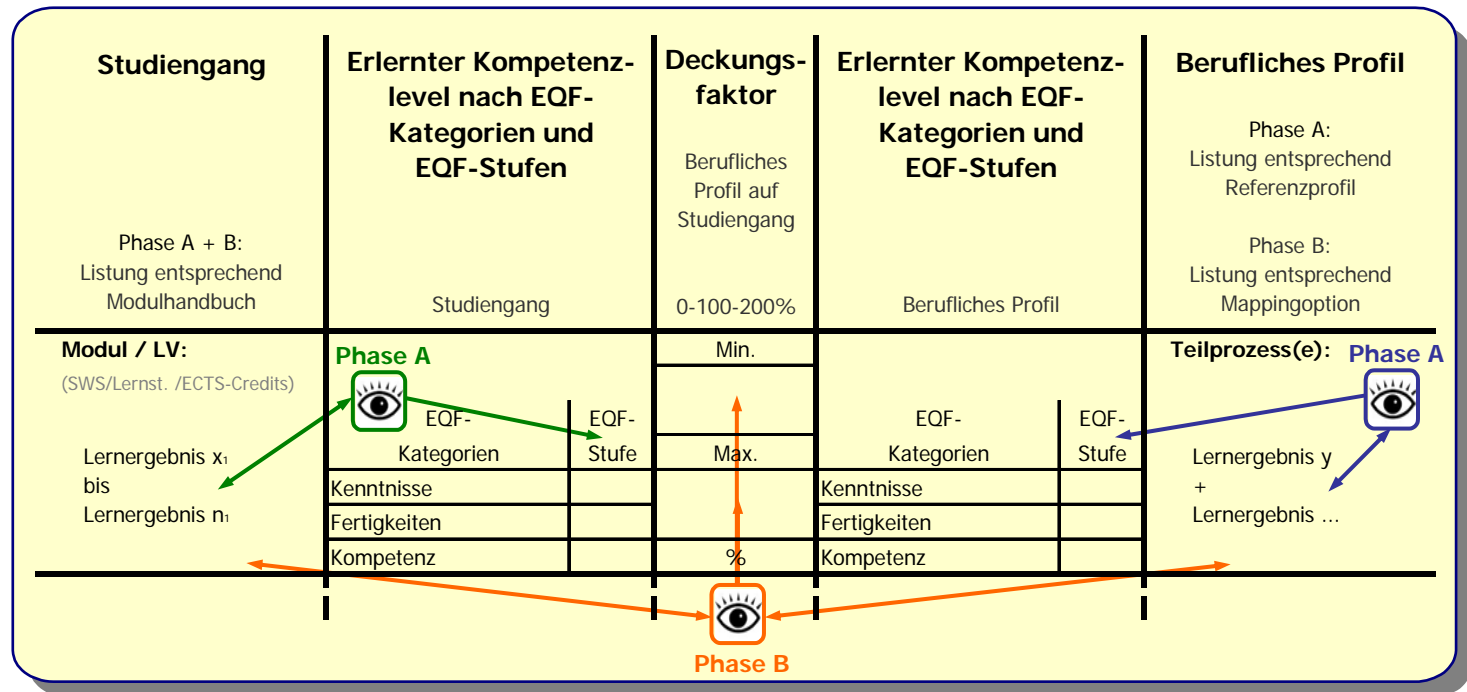 Studiengang
Phase A + B:
Listung entsprechend
Modulhandbuch
Erlernter Kompetenz-
level nach EQF-
Kategorien und
EQF-Stufen
Studiengang
Deckungs-
faktor
Berufliches
Profil auf
Studiengang
0-100-200%
Erlernter Kompetenz-
level nach EQF-
Kategorien und
EQF-Stufen
Berufliches Profil
Berufliches Profil
Phase A:
Listung entsprechend
Referenzprofil
Phase B:
Listung entsprechend
Mappingoption
Modul / LV:
(SWS/Lernst. /ECTS-Credits)
Lernergebnis x1
bis
Lernergebnis n1
Phase A
EQF-
Kategorien
EQF-
Stufe
Kenntnisse
Fertigkeiten
Kompetenz
Min.
Max.
%
EQF-
Kategorien
EQF-
Stufe
Kenntnisse
Fertigkeiten
Kompetenz
Teilprozess(e):
Phase A
Lernergebnis y
+
Lernergebnis ...
Phase B